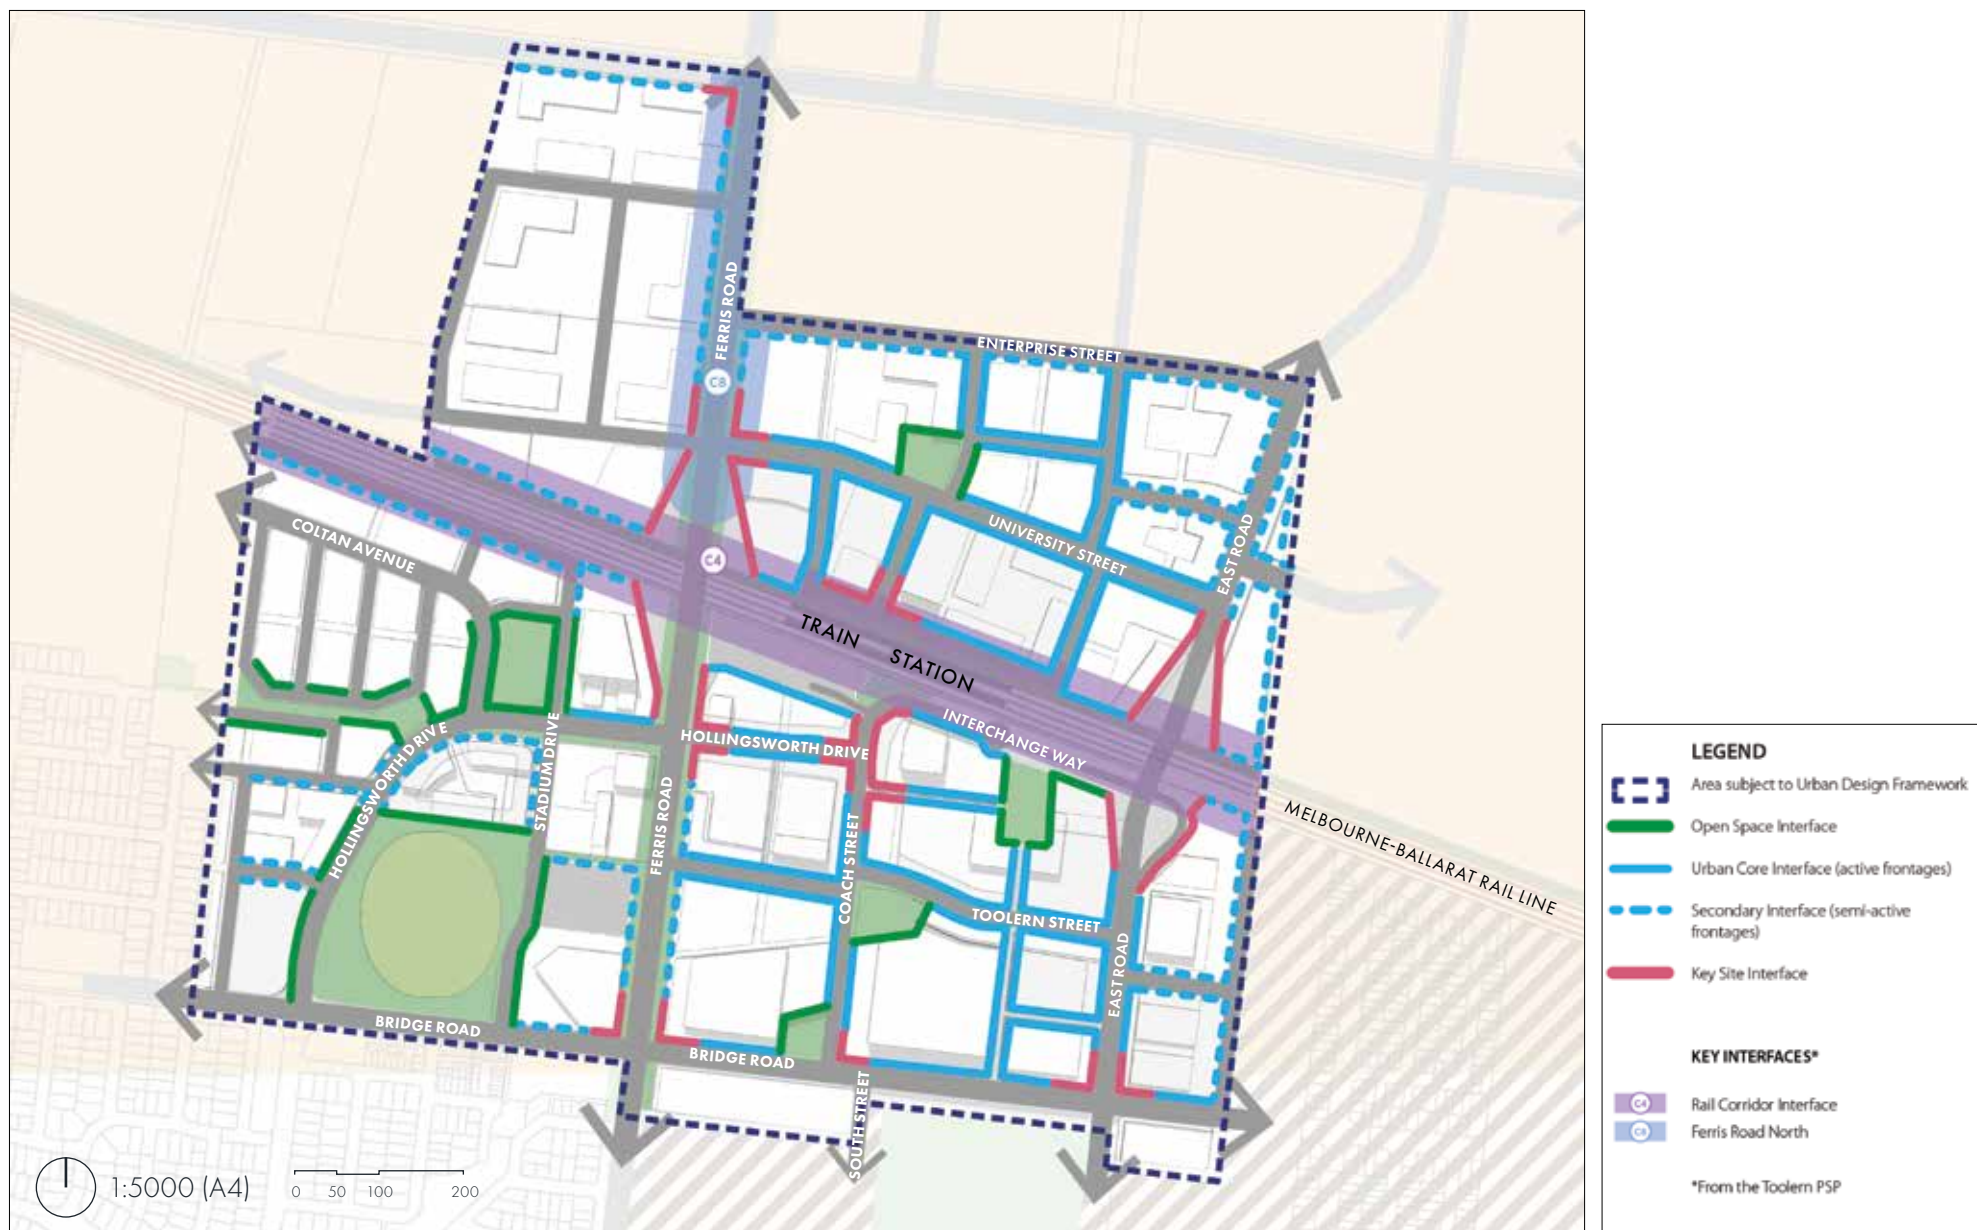 FERRIS ROAD
C8
ENTERPRISE STREET
COLTAN AVENUE
UNIVERSITY STREET
EAST ROAD
C4
TRAIN STATION
INTERCHANGE WAY
HOLLINGSWORTH DRIVE
HOLLINGSWORTH DRIVE
STADIUM DRIVE
FERRIS ROAD
COACH STREET
MELBOURNE-BALLARAT RAIL LINE
TOOLERN STREET
EAST ROAD
BRIDGE ROAD
BRIDGE ROAD
SOUTH STREET
1:5000 (A4)
0 50 100 200
LEGEND
Area subject to Urban Design Framework
Open Space Interface
Urban Core Interface (active frontages)
Secondary Interface (semi-active
frontages)
Key Site Interface
KEY INTERFACES*
C4 Rail Corridor Interface
C8 Ferris Road North
*From the Toolern PSP